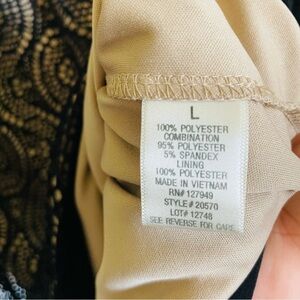 L
100% POLYESTER
COMBINATION
95% POLYESTER
5% SPANDEX
LINING
100% POLYESTER
MADE IN VIETNAM
RN# 127949
STYLE# 20570
LOT# 12748
SEE REVERSE FOR CARE